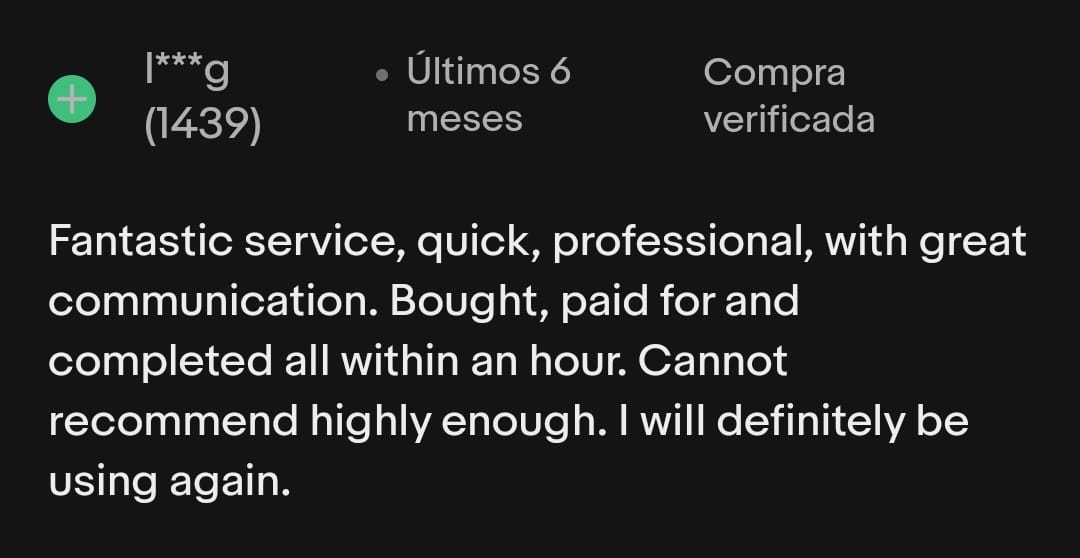 l***g
(1439)
• Últimos 6
meses
Compra
verificada
Fantastic service, quick, professional, with great
communication. Bought, paid for and
completed all within an hour. Cannot
recommend highly enough. I will definitely be
using again.